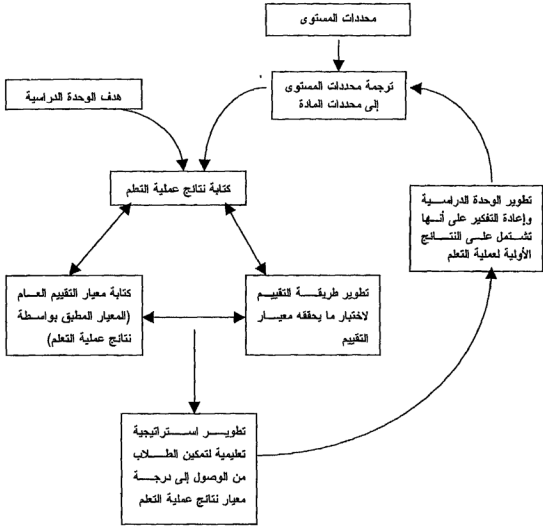 محددات المستوى
ترجمة محددات المستوى
إلى محددات المادة
هدف الوحدة الدراسية
كتابة نتائج عملية التعلم
تطوير الوحدة الدراسية
وإعادة التفكير على أنها
تشتمل على النتائج
الأولية لعملية التعلم
تطوير طريقة التقييم
لاختبار ما يحققه معيار
التقييم
كتابة معيار التقييم العام
(المعيار المطبق بواسطة
نتائج عملية التعلم)
تطوير استراتيجية
تعليمية لتمكين الطلاب
من الوصول إلى درجة
معيار نتائج عملية التعلم